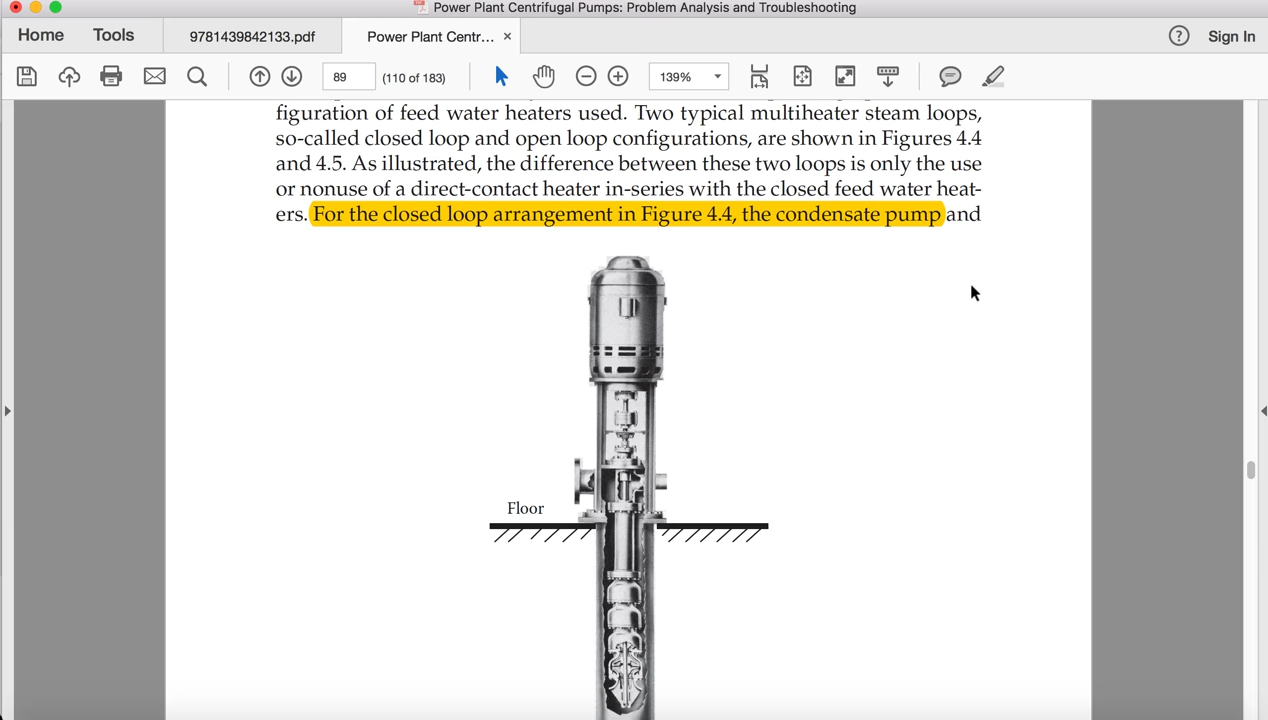 Power Plant Centrifugal Pumps: Problem Analysis and Troubleshooting
Home Tools 9781439842133.pdf Power Plant Centr... × ? Sign In
89 (110 of 183) 139%
figuration of feed water heaters used. Two typical multiheater steam loops,
so-called closed loop and open loop configurations, are shown in Figures 4.4
and 4.5. As illustrated, the difference between these two loops is only the use
or nonuse of a direct-contact heater in-series with the closed feed water heat-
ers. For the closed loop arrangement in Figure 4.4, the condensate pump and
Floor